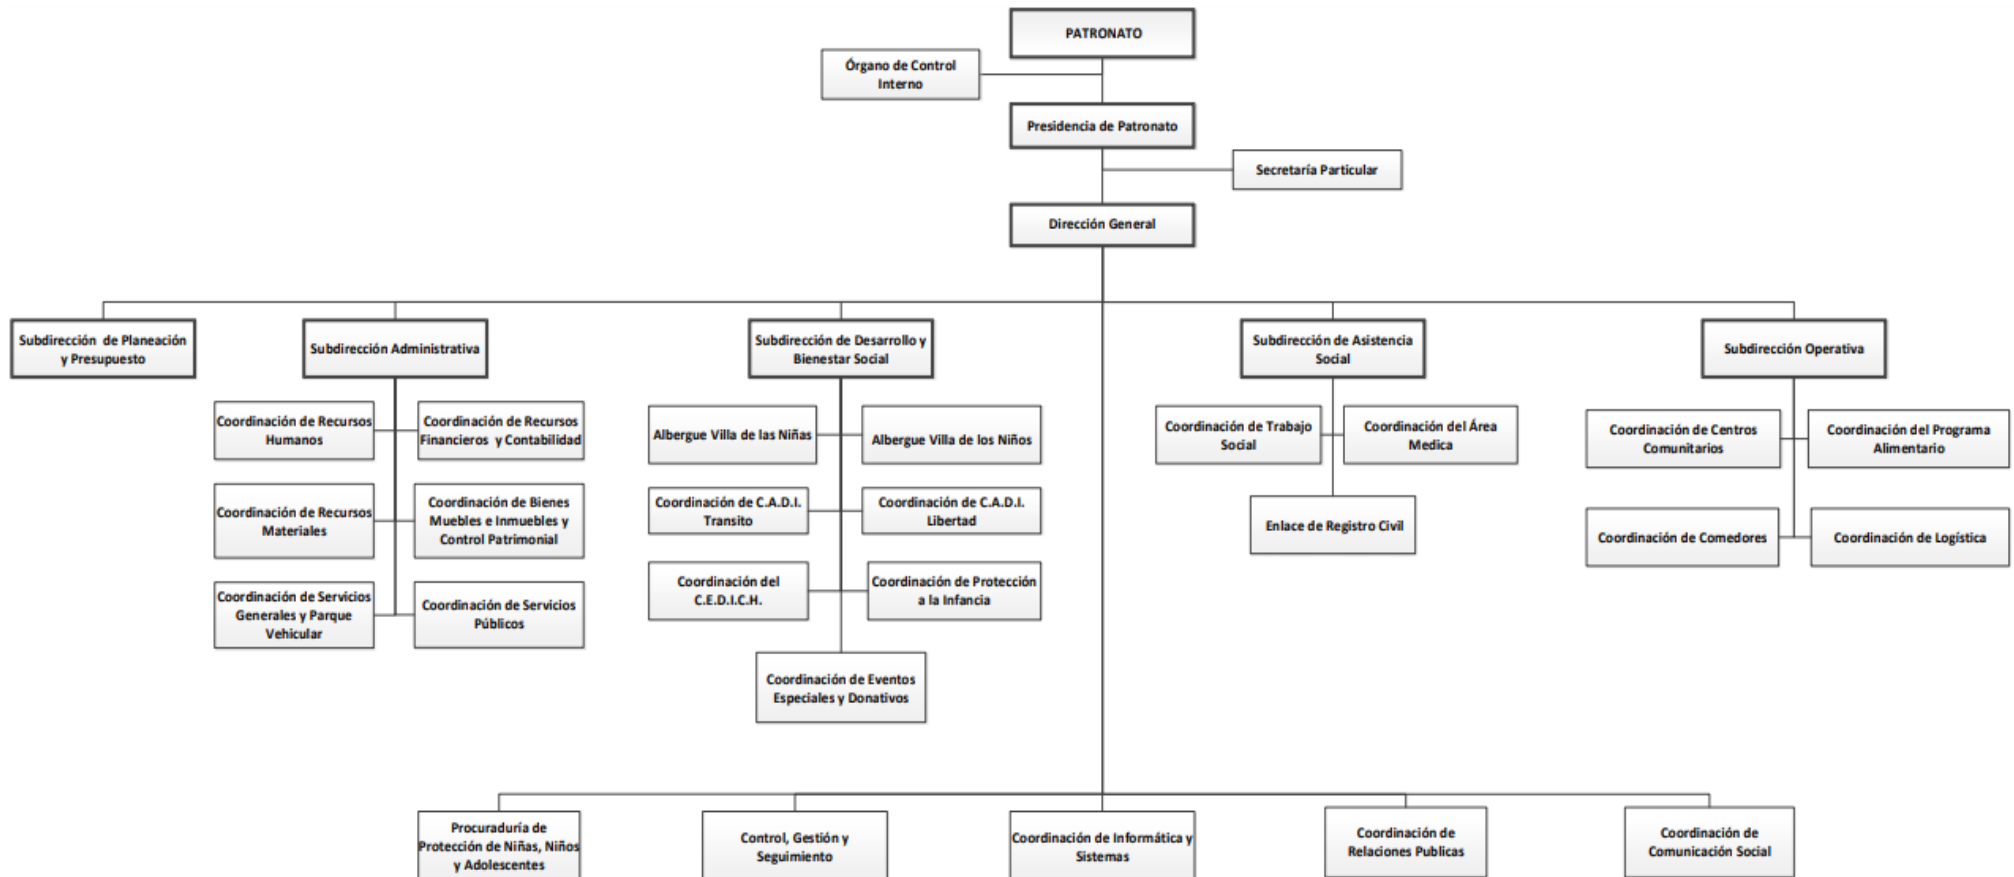 PATRONATO
Órgano de Control
Interno
Presidencia de Patronato
Secretaría Particular
Dirección General
Subdirección de Planeación
y Presupuesto
Subdirección Administrativa
Subdirección de Desarrollo y
Bienestar Social
Subdirección de Asistencia
Social
Subdirección Operativa
Coordinación de Recursos
Humanos
Coordinación de Recursos
Financieros y Contabilidad
Coordinación de Recursos
Materiales
Coordinación de Bienes
Muebles e Inmuebles y
Control Patrimonial
Coordinación de Servicios
Generales y Parque
Vehicular
Coordinación de Servicios
Públicos
Albergue Villa de las Niñas
Albergue Villa de los Niños
Coordinación de C.A.D.I.
Transito
Coordinación de C.A.D.I.
Libertad
Coordinación del
C.E.D.I.C.H.
Coordinación de Protección
a la Infancia
Coordinación de Eventos
Especiales y Donativos
Coordinación de Trabajo
Social
Coordinación del Área
Medica
Enlace de Registro Civil
Coordinación de Centros
Comunitarios
Coordinación del Programa
Alimentario
Coordinación de Comedores
Coordinación de Logística
Procuraduría de
Protección de Niñas, Niños
y Adolescentes
Control, Gestión y
Seguimiento
Coordinación de Informática y
Sistemas
Coordinación de
Relaciones Publicas
Coordinación de
Comunicación Social